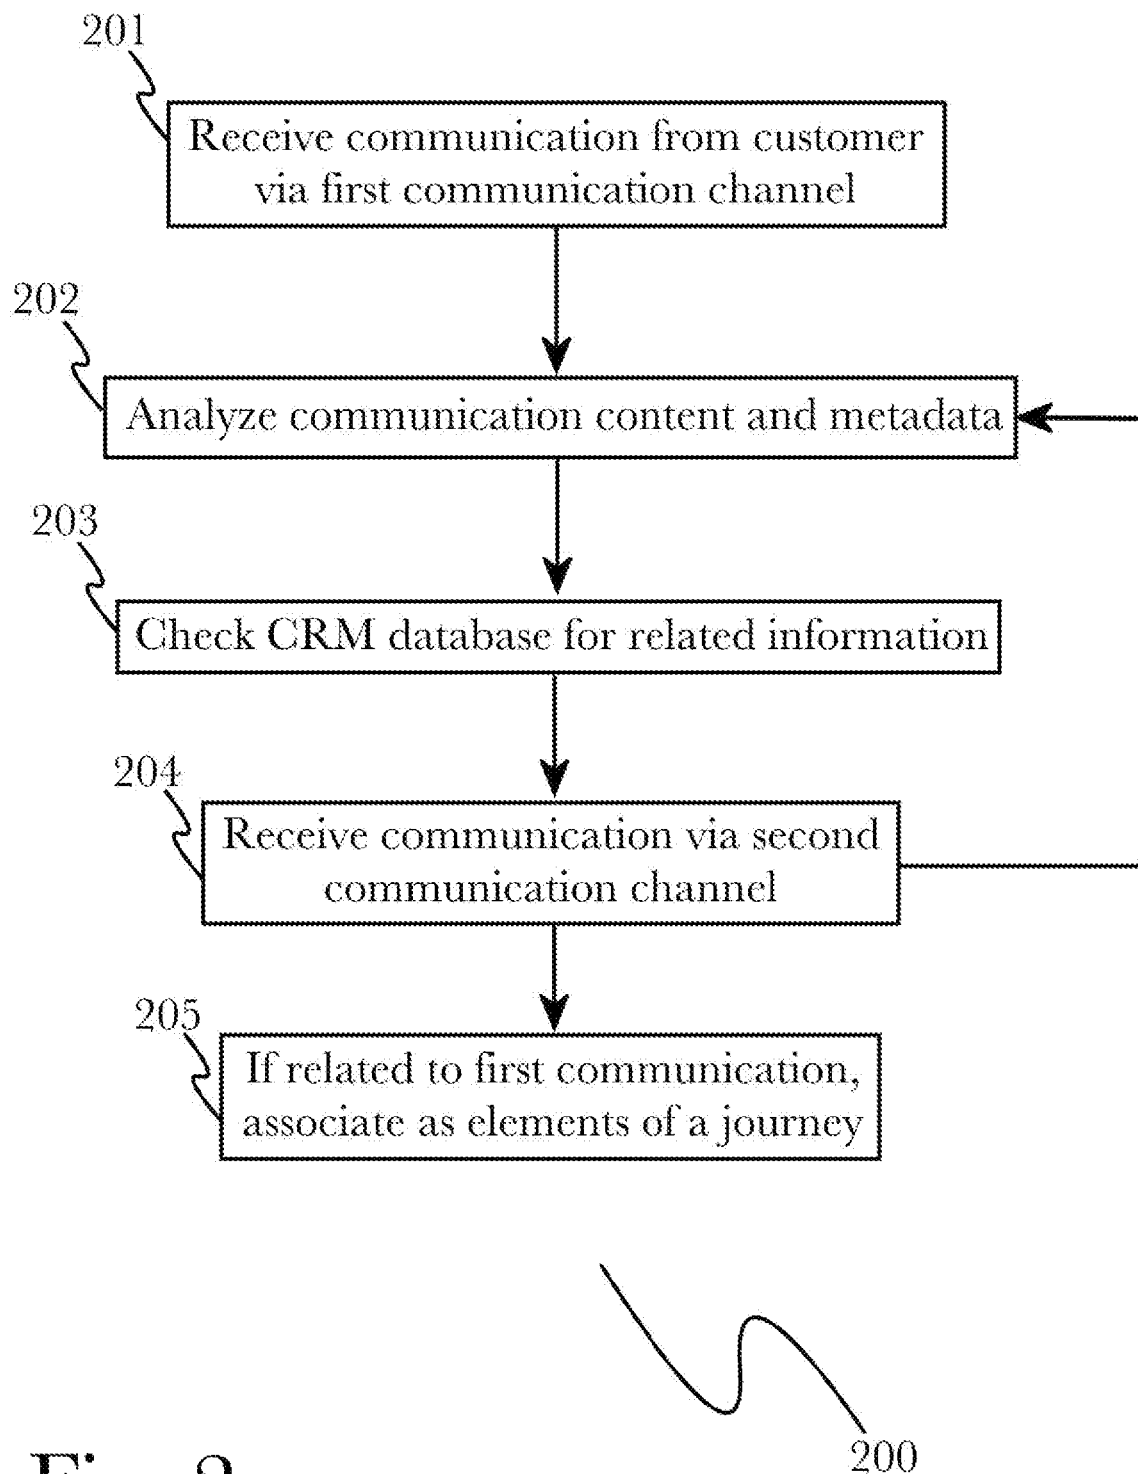 201
Receive communication from customer
via first communication channel
202
Analyze communication content and metadata
203
Check CRM database for related information
204
Receive communication via second
communication channel
205
If related to first communication,
associate as elements of a journey
200
Fig. 2